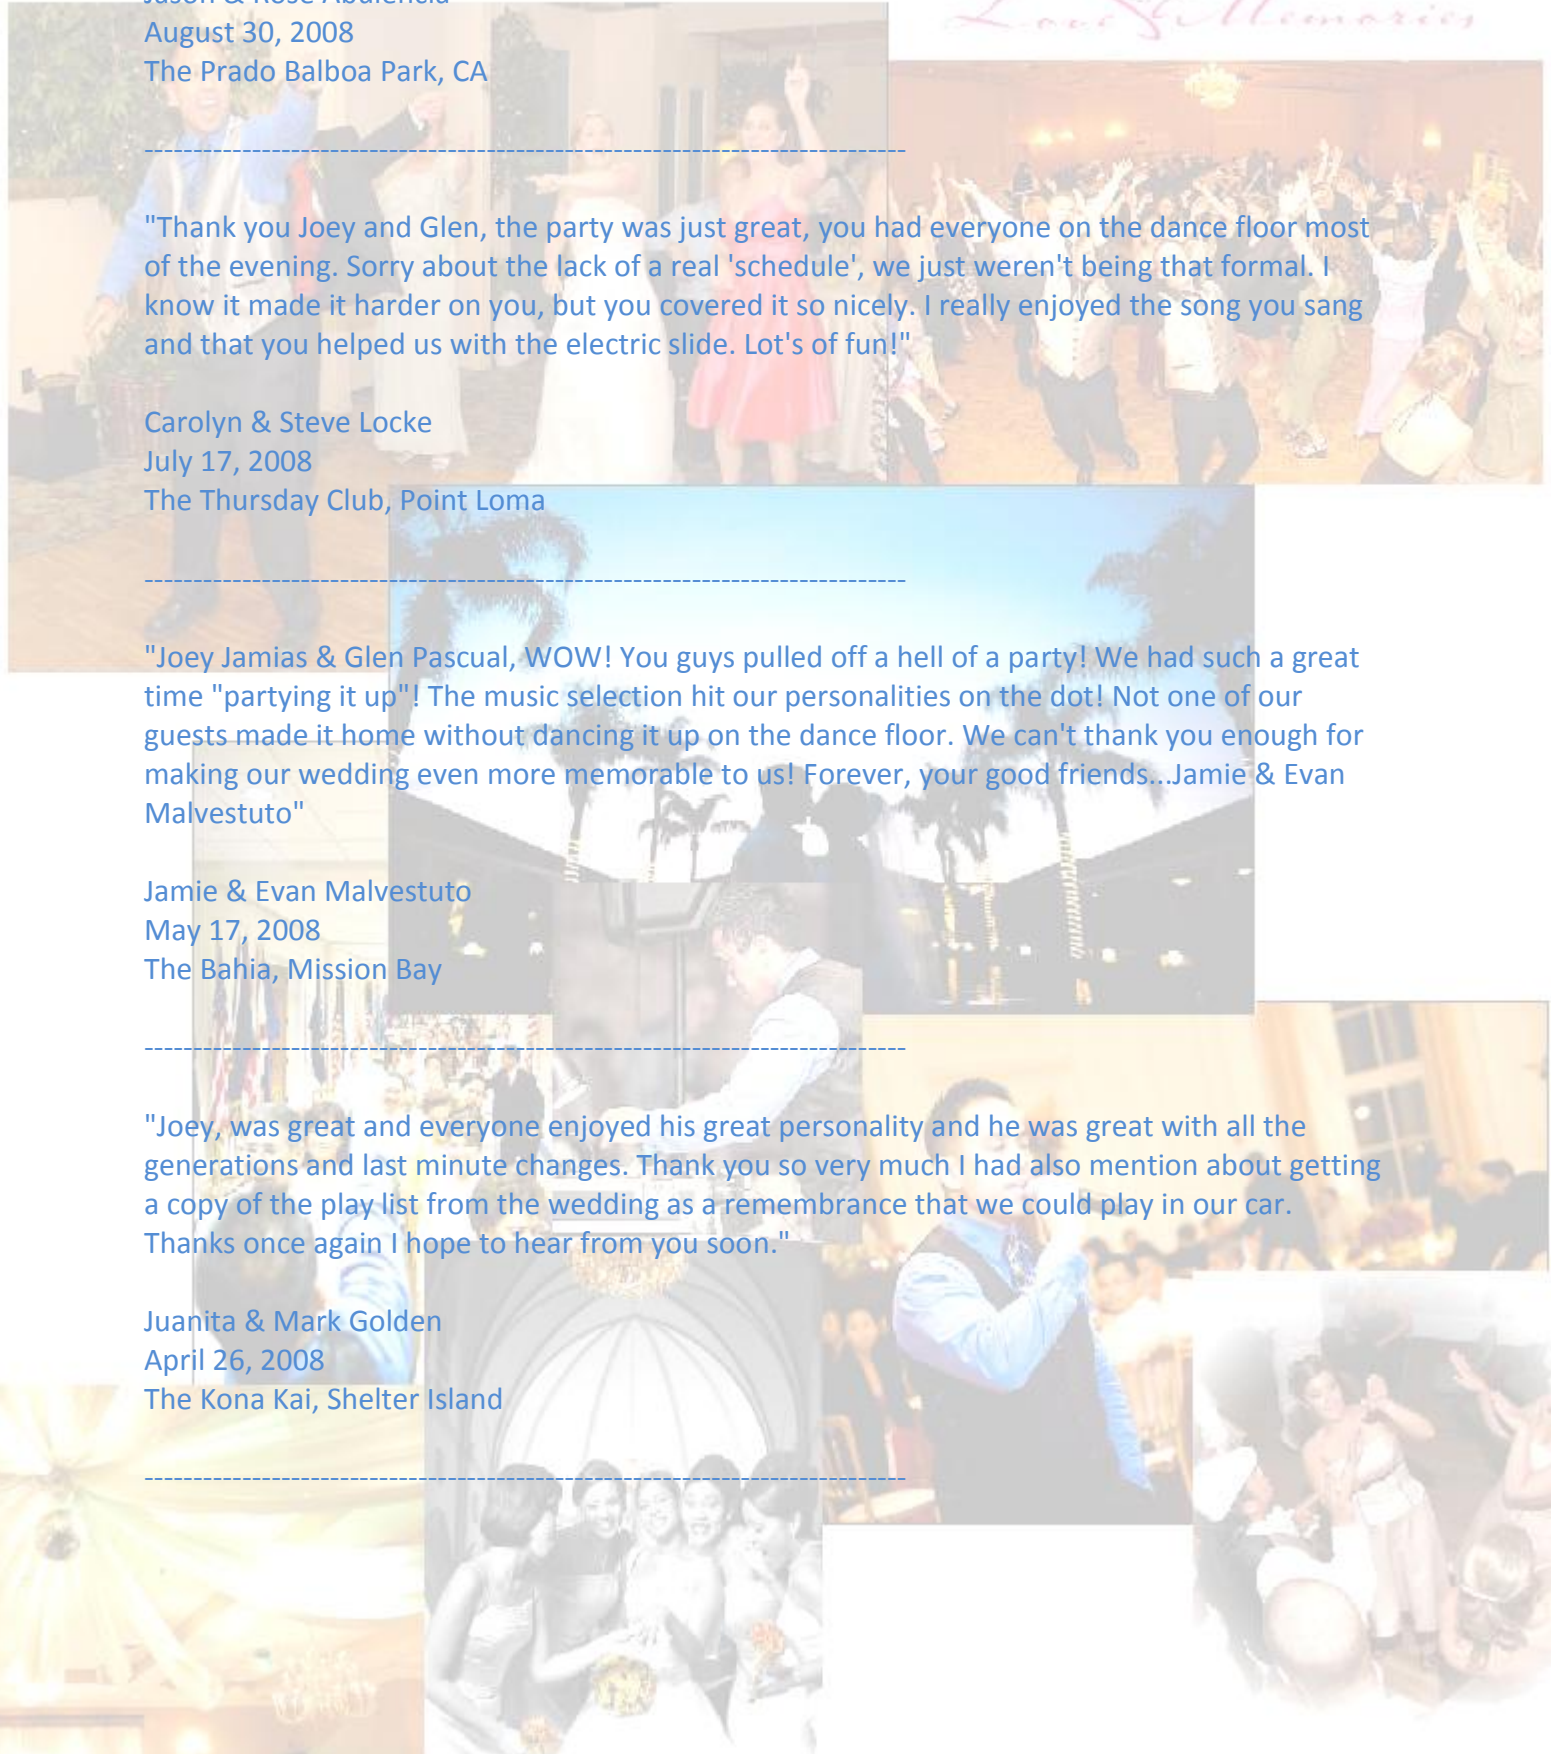 Jason & Rose Abulencia
Love & Memories
August 30, 2008
The Prado Balboa Park, CA
------------------------------------------------------------------------------
"Thank you Joey and Glen, the party was just great, you had everyone on the dance floor most
of the evening. Sorry about the lack of a real 'schedule', we just weren't being that formal. I
know it made it harder on you, but you covered it so nicely. I really enjoyed the song you sang
and that you helped us with the electric slide. Lot's of fun!"
Carolyn & Steve Locke
July 17, 2008
The Thursday Club, Point Loma
------------------------------------------------------------------------------
"Joey Jamias & Glen Pascual, WOW! You guys pulled off a hell of a party! We had such a great
time "partying it up"! The music selection hit our personalities on the dot! Not one of our
guests made it home without dancing it up on the dance floor. We can't thank you enough for
making our wedding even more memorable to us! Forever, your good friends...Jamie & Evan
Malvestuto"
Jamie & Evan Malvestuto
May 17, 2008
The Bahia, Mission Bay
------------------------------------------------------------------------------
"Joey, was great and everyone enjoyed his great personality and he was great with all the
generations and last minute changes. Thank you so very much I had also mention about getting
a copy of the play list from the wedding as a remembrance that we could play in our car.
Thanks once again I hope to hear from you soon."
Juanita & Mark Golden
April 26, 2008
The Kona Kai, Shelter Island
------------------------------------------------------------------------------